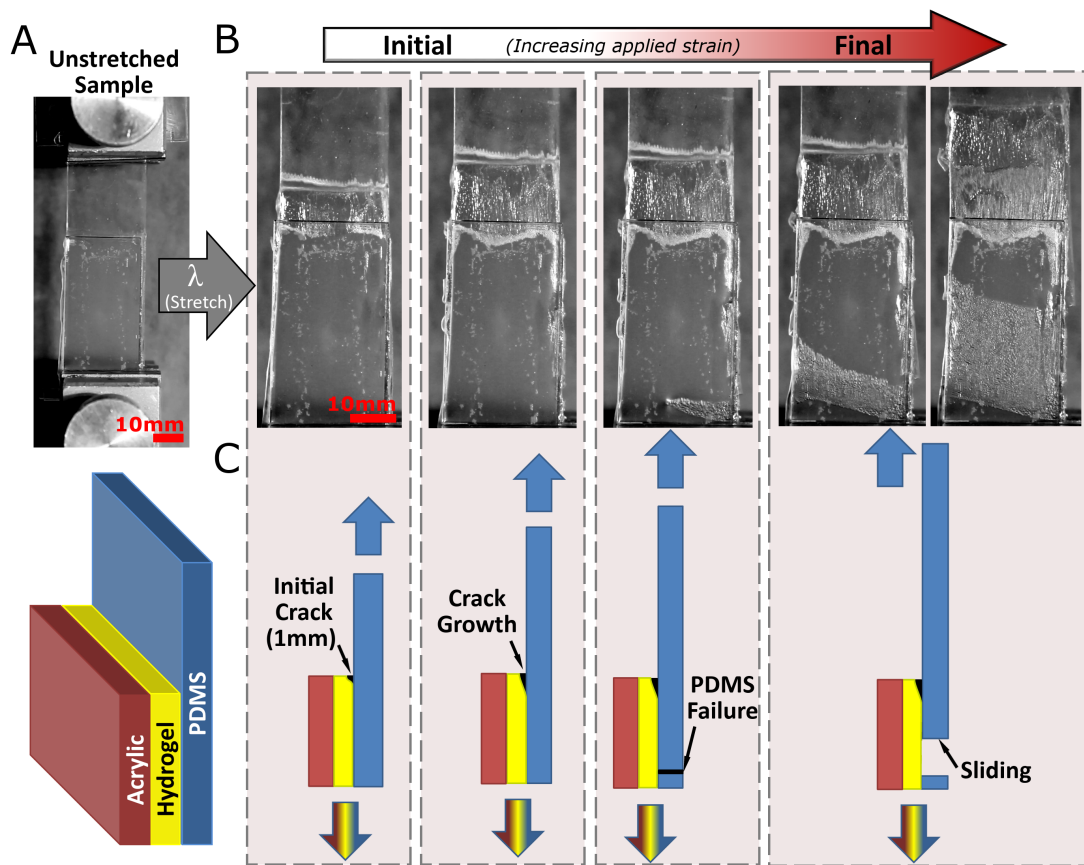 A
Unstretched
Sample
10mm
λ
(Stretch)
B
Initial
(Increasing applied strain)
Final
10mm
C
Acrylic
Hydrogel
PDMS
Initial
Crack
(1mm)
Crack
Growth
PDMS
Failure
Sliding